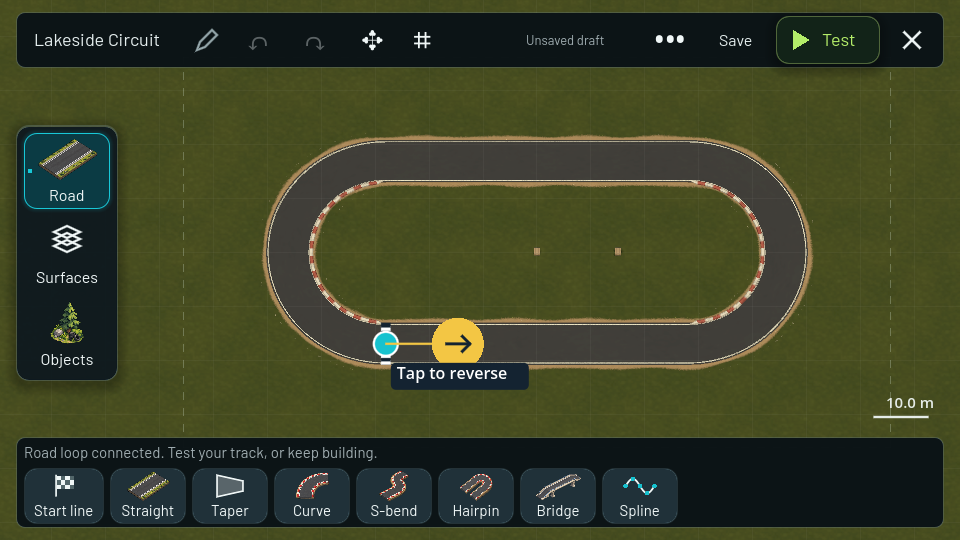 Lakeside Circuit
Unsaved draft
Save
Test
Road
Surfaces
Objects
Tap to reverse
10.0 m
Road loop connected. Test your track, or keep building.
Start line
Straight
Taper
Curve
S-bend
Hairpin
Bridge
Spline